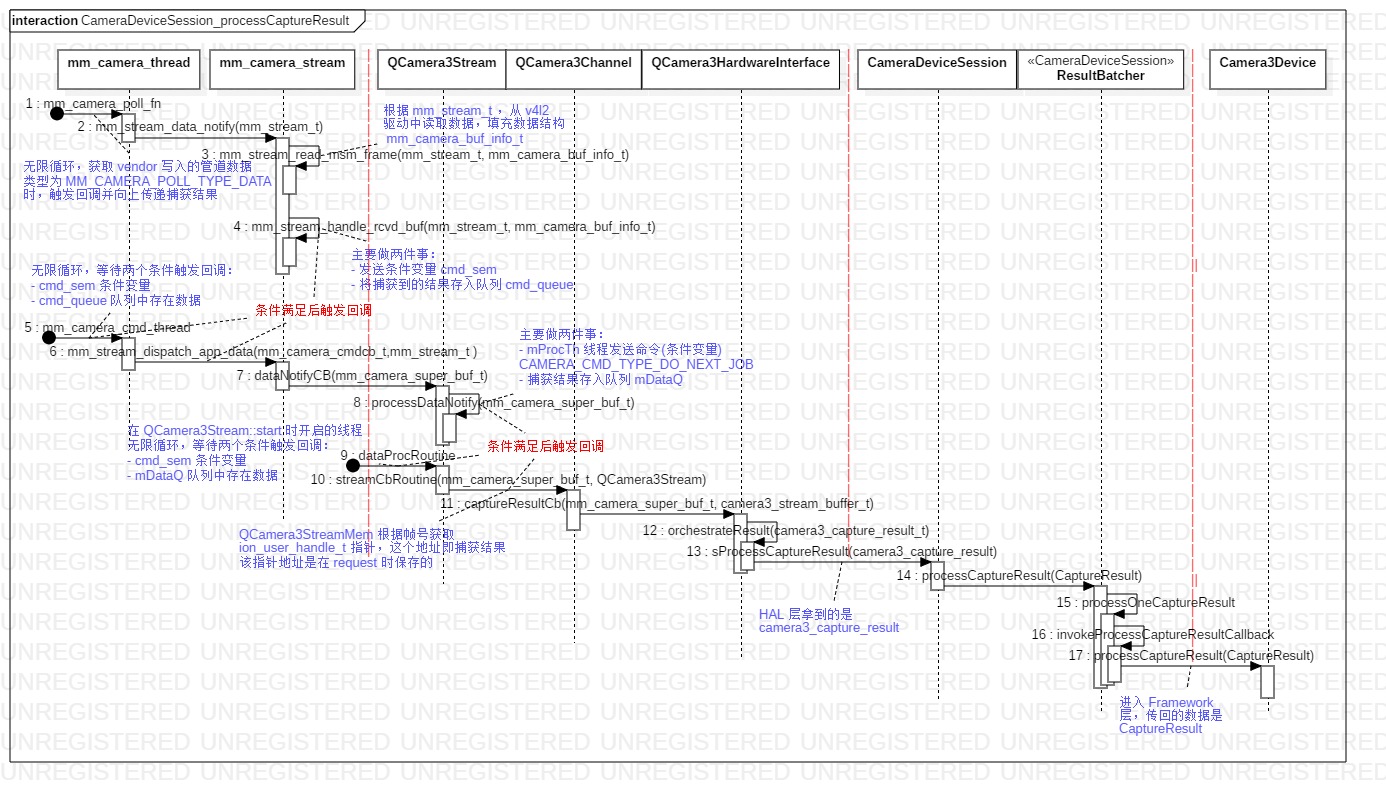 interaction CameraDeviceSession_processCaptureResult
mm_camera_thread
mm_camera_stream
QCamera3Stream
QCamera3Channel
QCamera3HardwareInterface
CameraDeviceSession
«CameraDeviceSession»
ResultBatcher
Camera3Device
1 : mm_camera_poll_fn
2 : mm_stream_data_notify(mm_stream_t)
根据 mm_stream_t ，从 v4l2
驱动中读取数据，填充数据结构
mm_camera_buf_info_t
3 : mm_stream_read_msm_frame(mm_stream_t, mm_camera_buf_info_t)
无限循环，获取 vendor 写入的管道数据
类型为 MM_CAMERA_POLL_TYPE_DATA
时，触发回调并向上传递捕获结果
4 : mm_stream_handle_rcvd_buf(mm_stream_t, mm_camera_buf_info_t)
主要做两件事：
- 发送条件变量 cmd_sem
- 将捕获到的结果存入队列 cmd_queue
无限循环，等待两个条件触发回调：
- cmd_sem 条件变量
- cmd_queue 队列中存在数据
条件满足后触发回调
5 : mm_camera_cmd_thread
6 : mm_stream_dispatch_app_data(mm_camera_cmdcb_t,mm_stream_t )
主要做两件事：
- mProcTh 线程发送命令(条件变量)
CAMERA_CMD_TYPE_DO_NEXT_JOB
- 捕获结果存入队列 mDataQ
7 : dataNotifyCB(mm_camera_super_buf_t)
8 : processDataNotify(mm_camera_super_buf_t)
在 QCamera3Stream::start 时开启的线程
无限循环，等待两个条件触发回调：
- cmd_sem 条件变量
- mDataQ 队列中存在数据
条件满足后触发回调
9 : dataProcRoutine
10 : streamCbRoutine(mm_camera_super_buf_t, QCamera3Stream)
11 : captureResultCb(mm_camera_super_buf_t, camera3_stream_buffer_t)
QCamera3StreamMem 根据帧号获取
ion_user_handle_t 指针，这个地址即捕获结果
该指针地址是在 request 时保存的
12 : orchestrateResult(camera3_capture_result_t)
13 : sProcessCaptureResult(camera3_capture_result)
14 : processCaptureResult(CaptureResult)
HAL 层拿到的是
camera3_capture_result
15 : processOneCaptureResult
16 : invokeProcessCaptureResultCallback
17 : processCaptureResult(CaptureResult)
进入 Framework
层，传回的数据是
CaptureResult